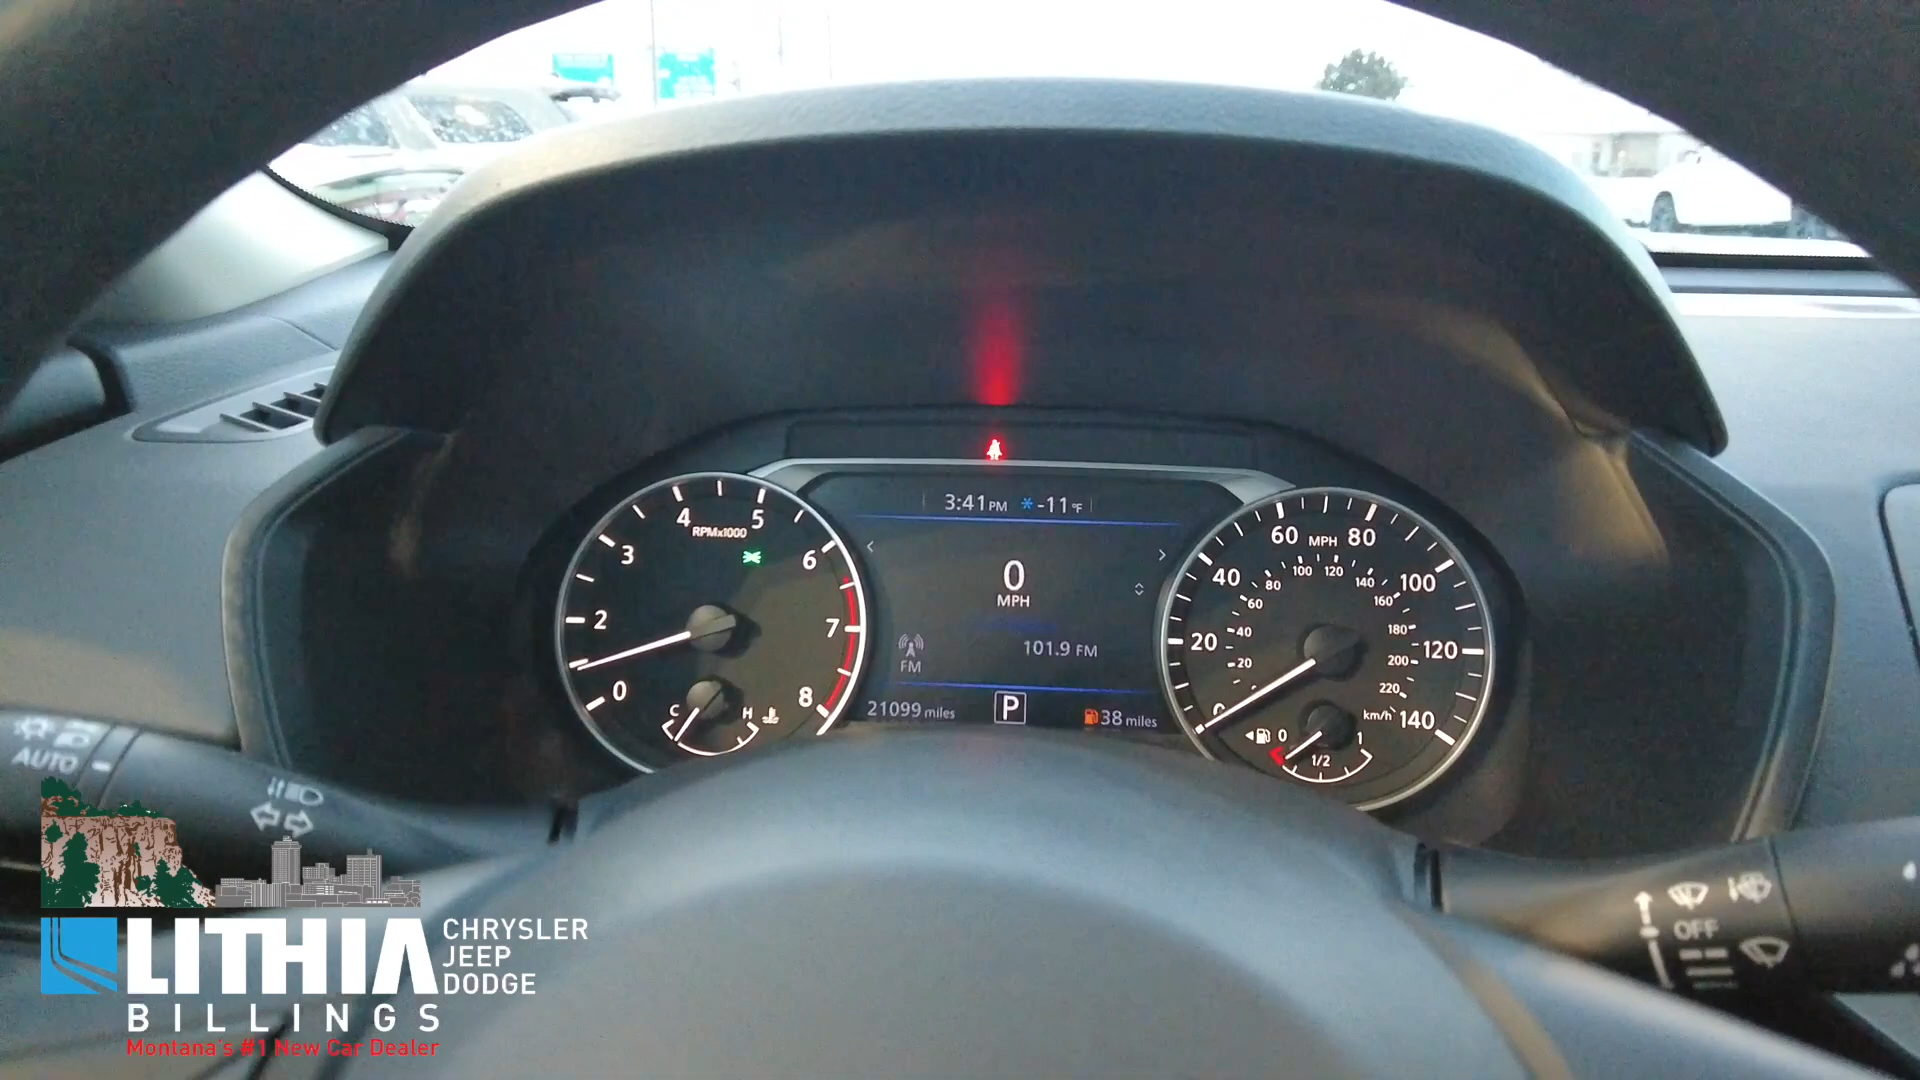 3:41PM -11°F
4 5
RPMx1000
3 6
2 7
0 8
C H
0
MPH
FM 101.9 FM
21099 miles P 38 miles
60 MPH 80
40 100
20 120
0 140
80 100 120 140
60 160
40 180
20 200
220
km/h
0 1/2 1
AUTO
OFF
LITHIA
CHRYSLER
JEEP
DODGE
BILLINGS
Montana's #1 New Car Dealer